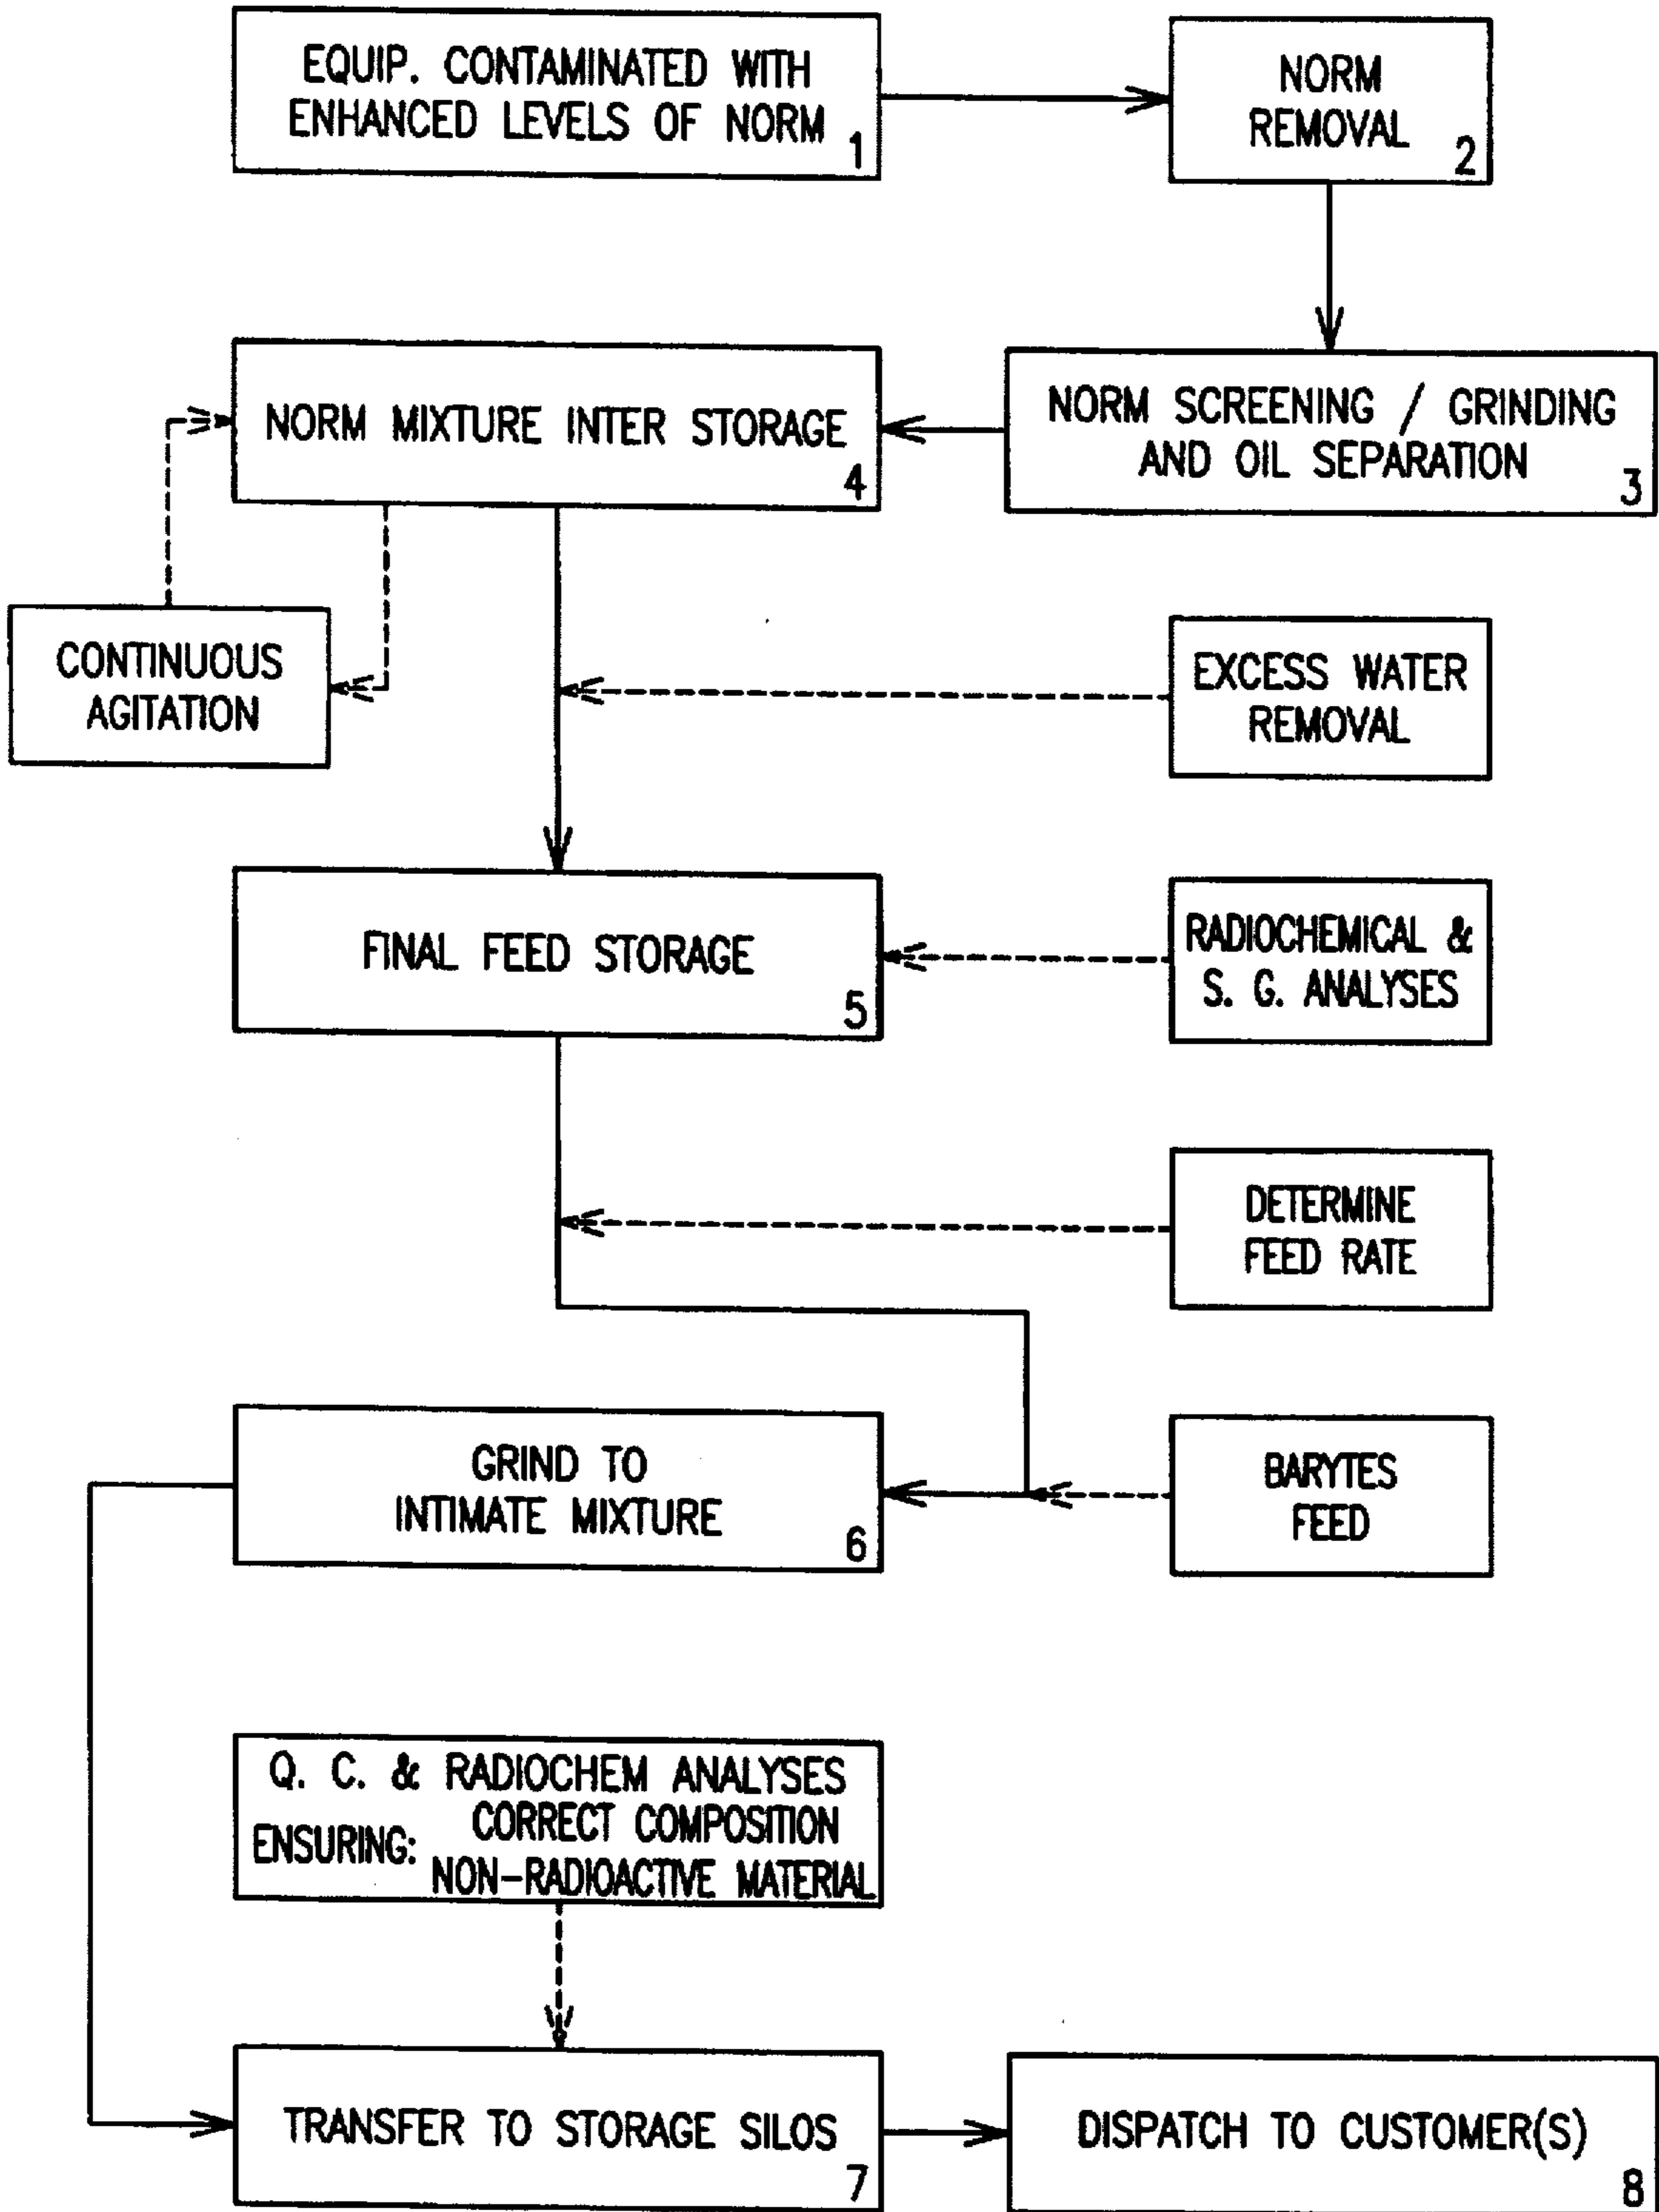 EQUIP. CONTAMINATED WITH
ENHANCED LEVELS OF NORM
1
NORM
REMOVAL
2
NORM SCREENING / GRINDING
AND OIL SEPARATION
3
NORM MIXTURE INTER STORAGE
4
CONTINUOUS
AGITATION
EXCESS WATER
REMOVAL
FINAL FEED STORAGE
5
RADIOCHEMICAL &
S. G. ANALYSES
DETERMINE
FEED RATE
GRIND TO
INTIMATE MIXTURE
6
BARYTES
FEED
Q. C. & RADIOCHEM ANALYSES
ENSURING: CORRECT COMPOSITION
NON-RADIOACTIVE MATERIAL
TRANSFER TO STORAGE SILOS
7
DISPATCH TO CUSTOMER(S)
8